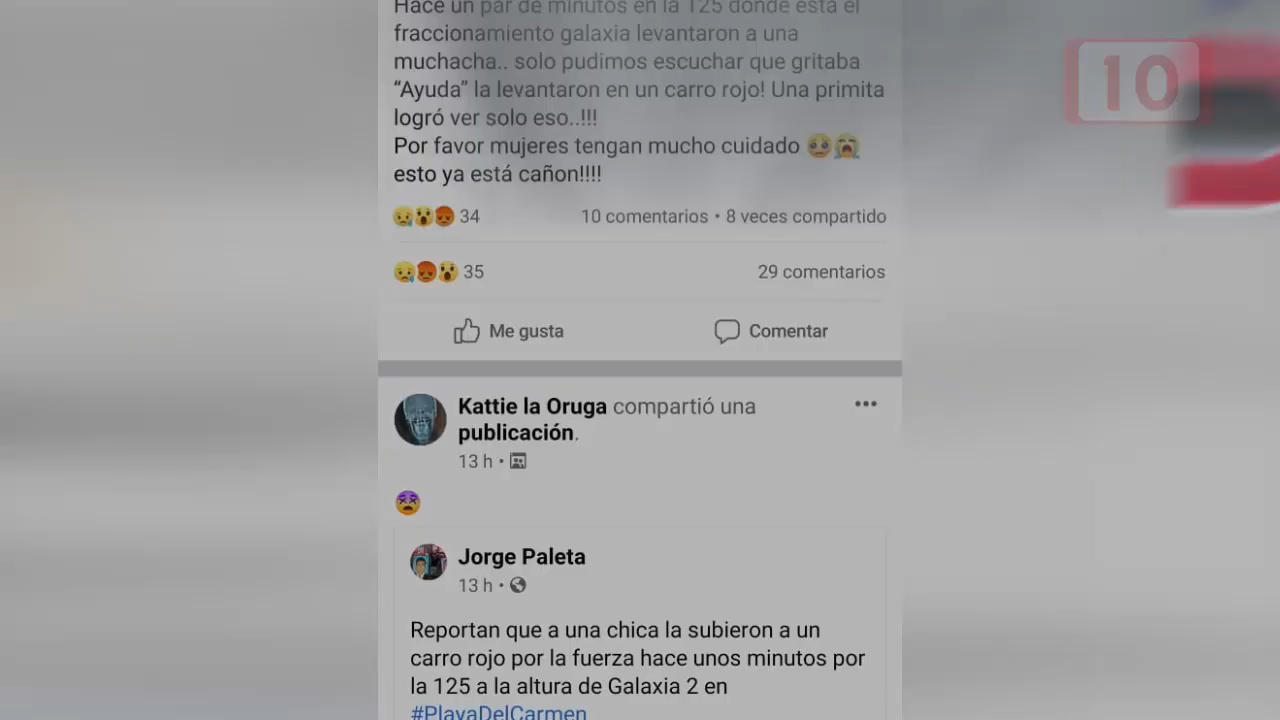 Hace un par de minutos en la 125 donde está el
fraccionamiento galaxia levantaron a una
muchacha.. solo pudimos escuchar que gritaba
“Ayuda” la levantaron en un carro rojo! Una primita
logró ver solo eso..!!!
Por favor mujeres tengan mucho cuidado 🥺😭
esto ya está cañon!!!!
34
10 comentarios • 8 veces compartido
35
29 comentarios
Me gusta
Comentar
Kattie la Oruga compartió una
publicación.
13 h •
Jorge Paleta
13 h •
Reportan que a una chica la subieron a un
carro rojo por la fuerza hace unos minutos por
la 125 a la altura de Galaxia 2 en
#PlayaDelCarmen
10